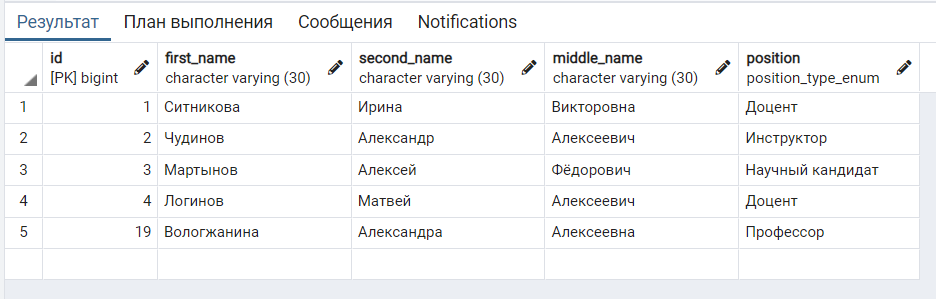 Результат План выполнения Сообщения Notifications
id first_name second_name middle_name position
[PK] bigint character varying (30) character varying (30) character varying (30) position_type_enum
1 1 Ситникова Ирина Викторовна Доцент
2 2 Чудинов Александр Алексеевич Инструктор
3 3 Мартынов Алексей Фёдорович Научный кандидат
4 4 Логинов Матвей Алексеевич Доцент
5 19 Вологжанина Александра Алексеевна Профессор